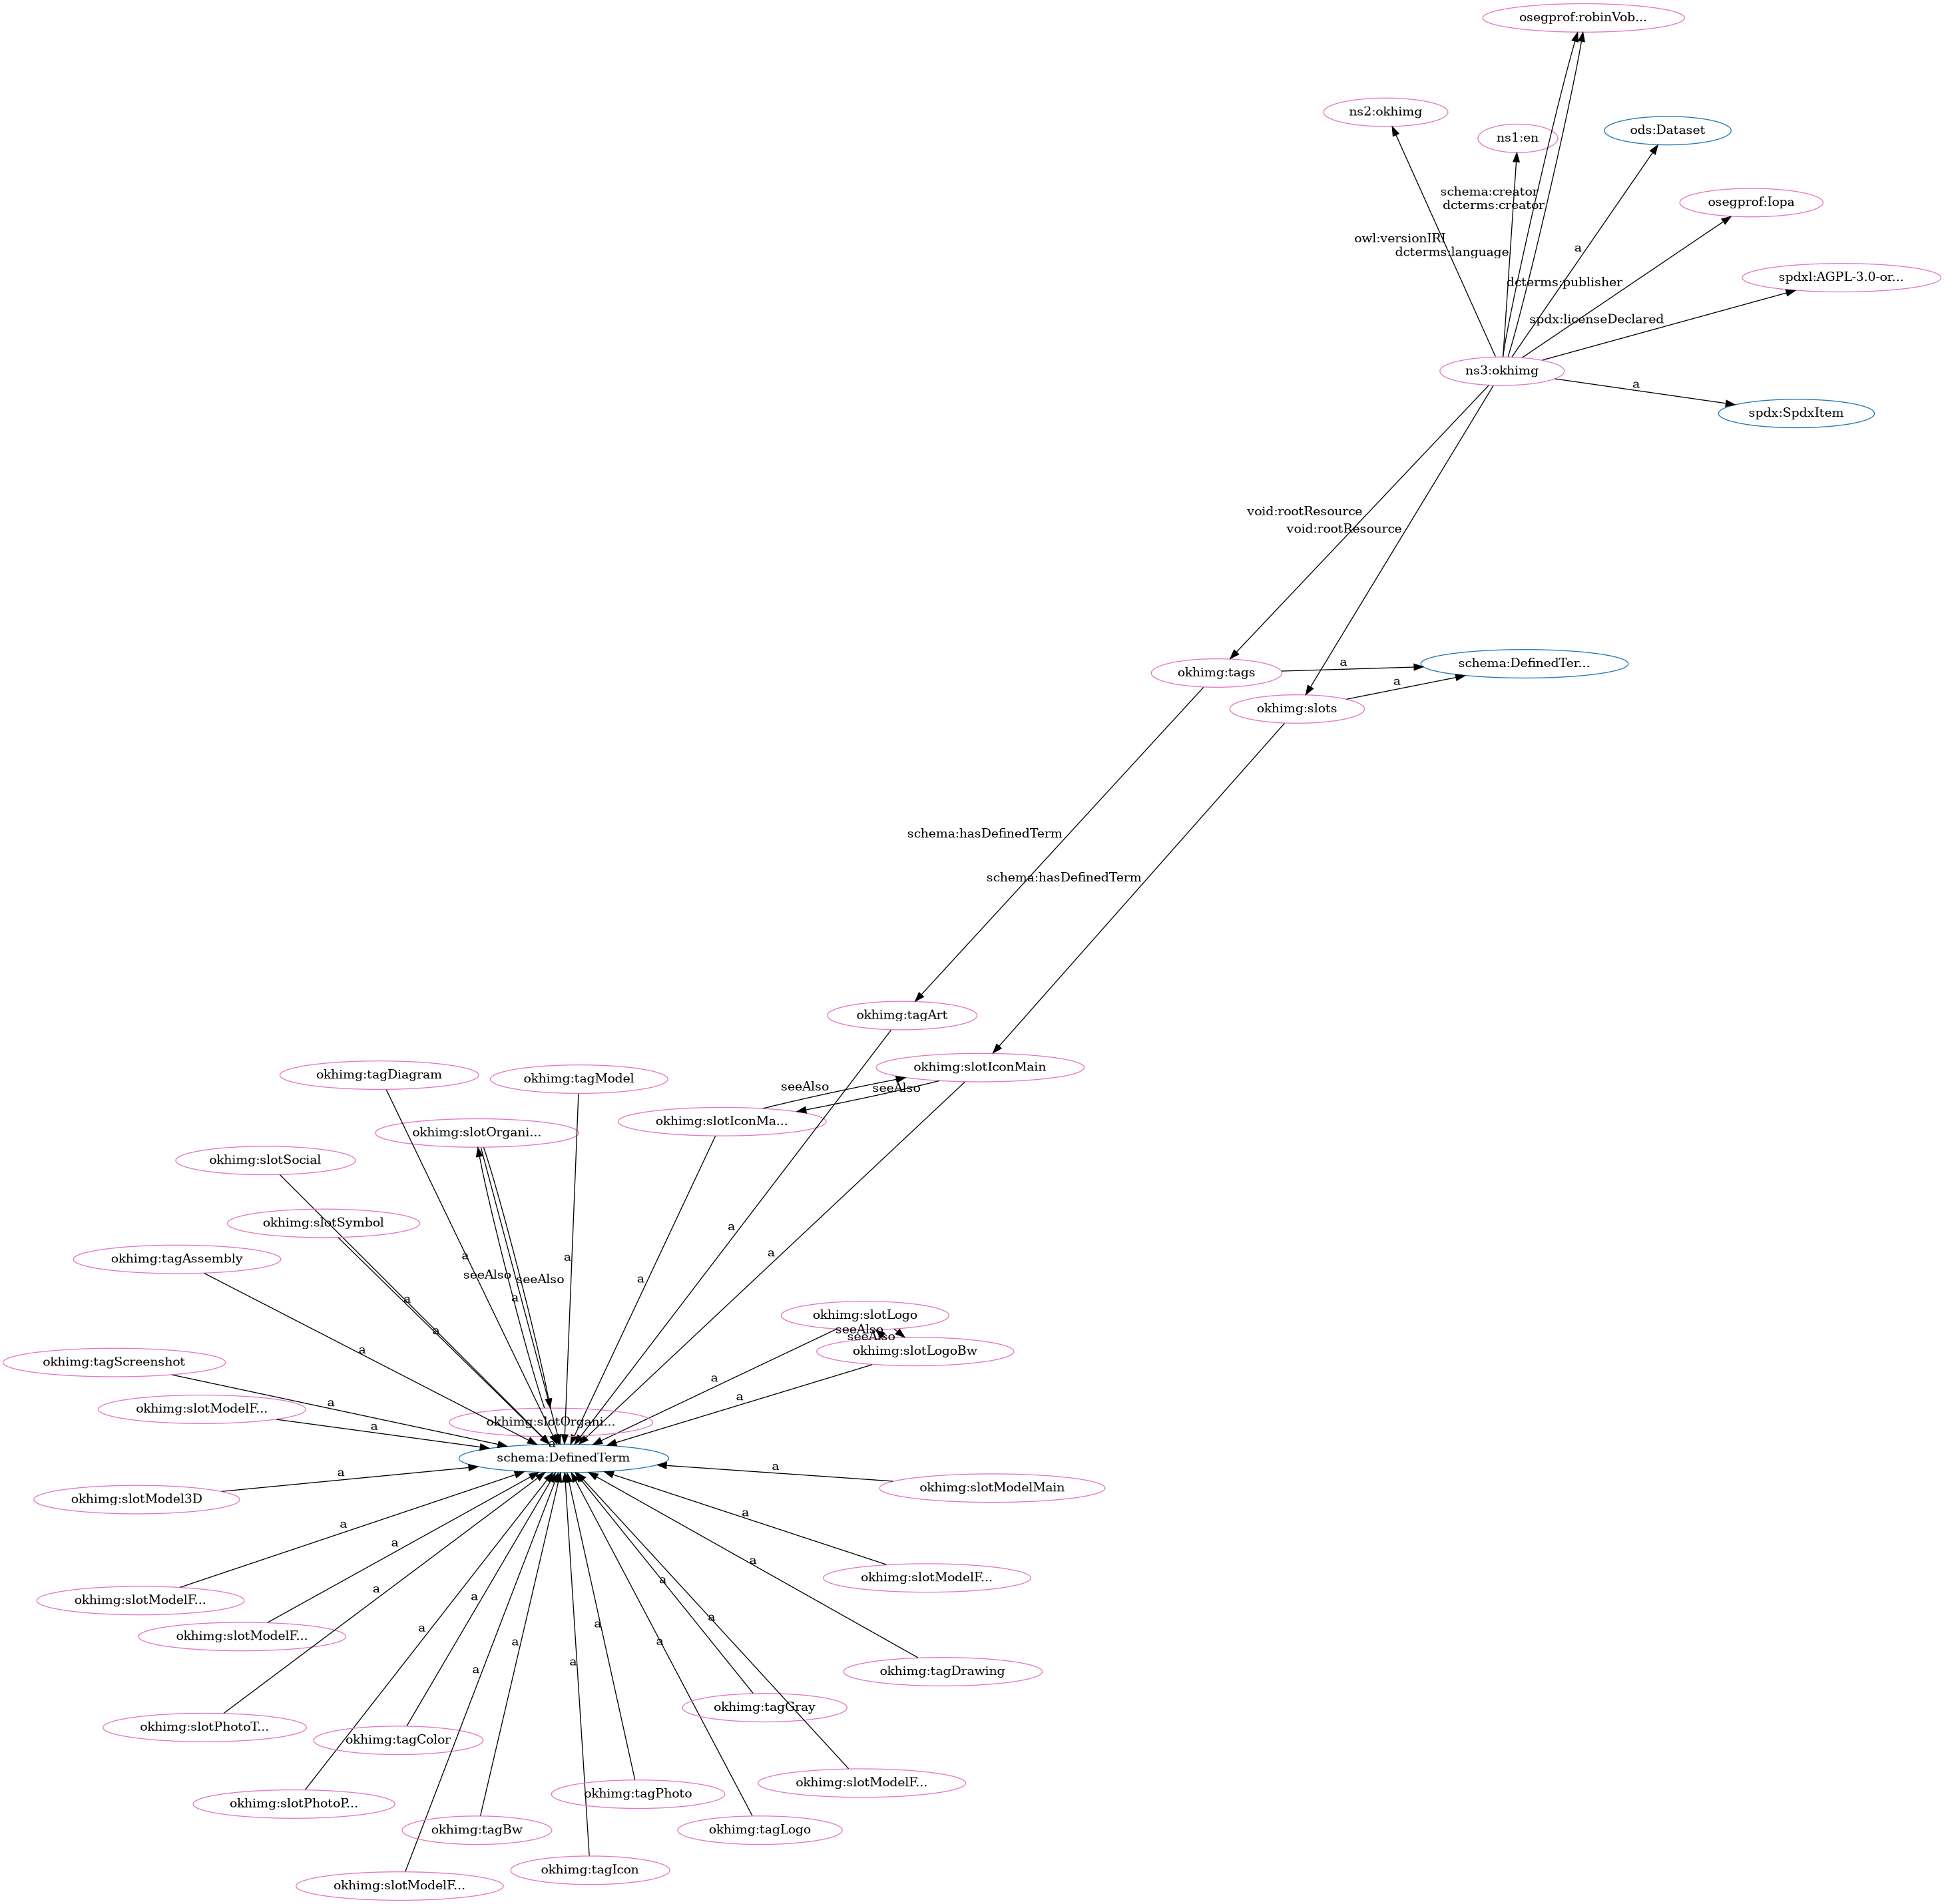 osegprof:robinVob...
ns2:okhimg
ns1:en
ods:Dataset
schema:creator
dcterms:creator
osegprof:Iopa
owl:versionIRI
dcterms:language
a
dcterms:publisher
spdxl:AGPL-3.0-or...
spdx:licenseDeclared
ns3:okhimg
a
spdx:SpdxItem
void:rootResource
void:rootResource
okhimg:tags
a
schema:DefinedTer...
a
okhimg:slots
schema:hasDefinedTerm
schema:hasDefinedTerm
okhimg:tagArt
okhimg:tagDiagram
okhimg:tagModel
okhimg:slotIconMain
seeAlso
seeAlso
okhimg:slotOrgani...
okhimg:slotIconMa...
okhimg:slotSocial
okhimg:slotSymbol
okhimg:tagAssembly
a
a
a
a
seeAlso
seeAlso
a
a
a
a
okhimg:slotLogo
seeAlso
seeAlso
a
okhimg:slotLogoBw
a
okhimg:tagScreenshot
a
a
okhimg:slotModelF...
a
a
okhimg:slotOrgani...
a
schema:DefinedTerm
a
a
okhimg:slotModel3D
okhimg:slotModelMain
a
a
a
a
okhimg:slotModelF...
a
a
okhimg:slotModelF...
a
okhimg:slotModelF...
a
a
a
a
a
a
a
okhimg:tagDrawing
okhimg:tagGray
okhimg:slotPhotoT...
okhimg:tagColor
okhimg:slotModelF...
okhimg:tagPhoto
okhimg:slotPhotoP...
okhimg:tagBw
okhimg:tagLogo
okhimg:tagIcon
okhimg:slotModelF...